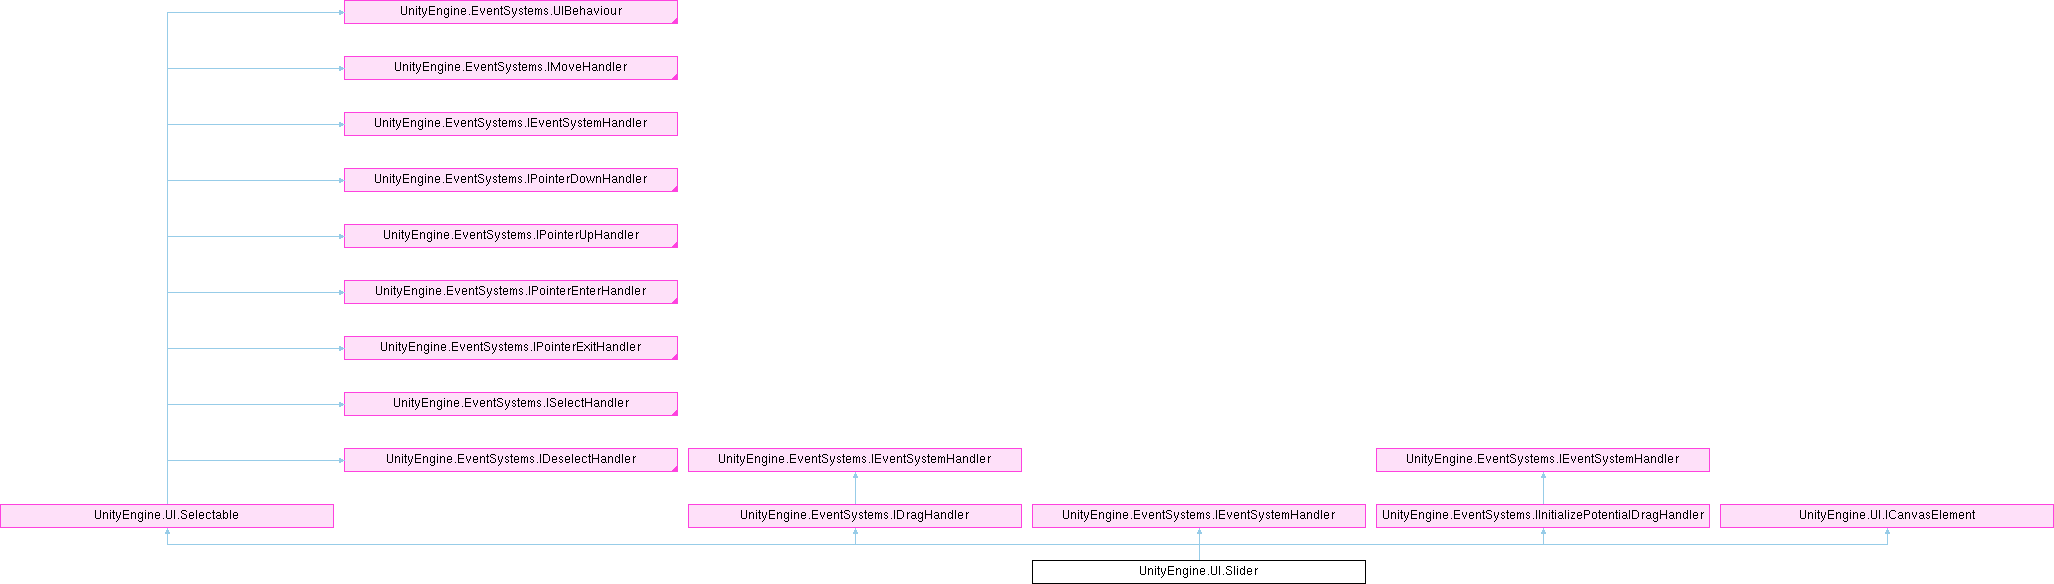 UnityEngine.EventSystems.UIBehaviour
UnityEngine.EventSystems.IMoveHandler
UnityEngine.EventSystems.IEventSystemHandler
UnityEngine.EventSystems.IPointerDownHandler
UnityEngine.EventSystems.IPointerUpHandler
UnityEngine.EventSystems.IPointerEnterHandler
UnityEngine.EventSystems.IPointerExitHandler
UnityEngine.EventSystems.ISelectHandler
UnityEngine.EventSystems.IDeselectHandler
UnityEngine.EventSystems.IEventSystemHandler
UnityEngine.EventSystems.IEventSystemHandler
UnityEngine.UI.Selectable
UnityEngine.EventSystems.IDragHandler
UnityEngine.EventSystems.IEventSystemHandler
UnityEngine.EventSystems.IInitializePotentialDragHandler
UnityEngine.UI.ICanvasElement
UnityEngine.UI.Slider